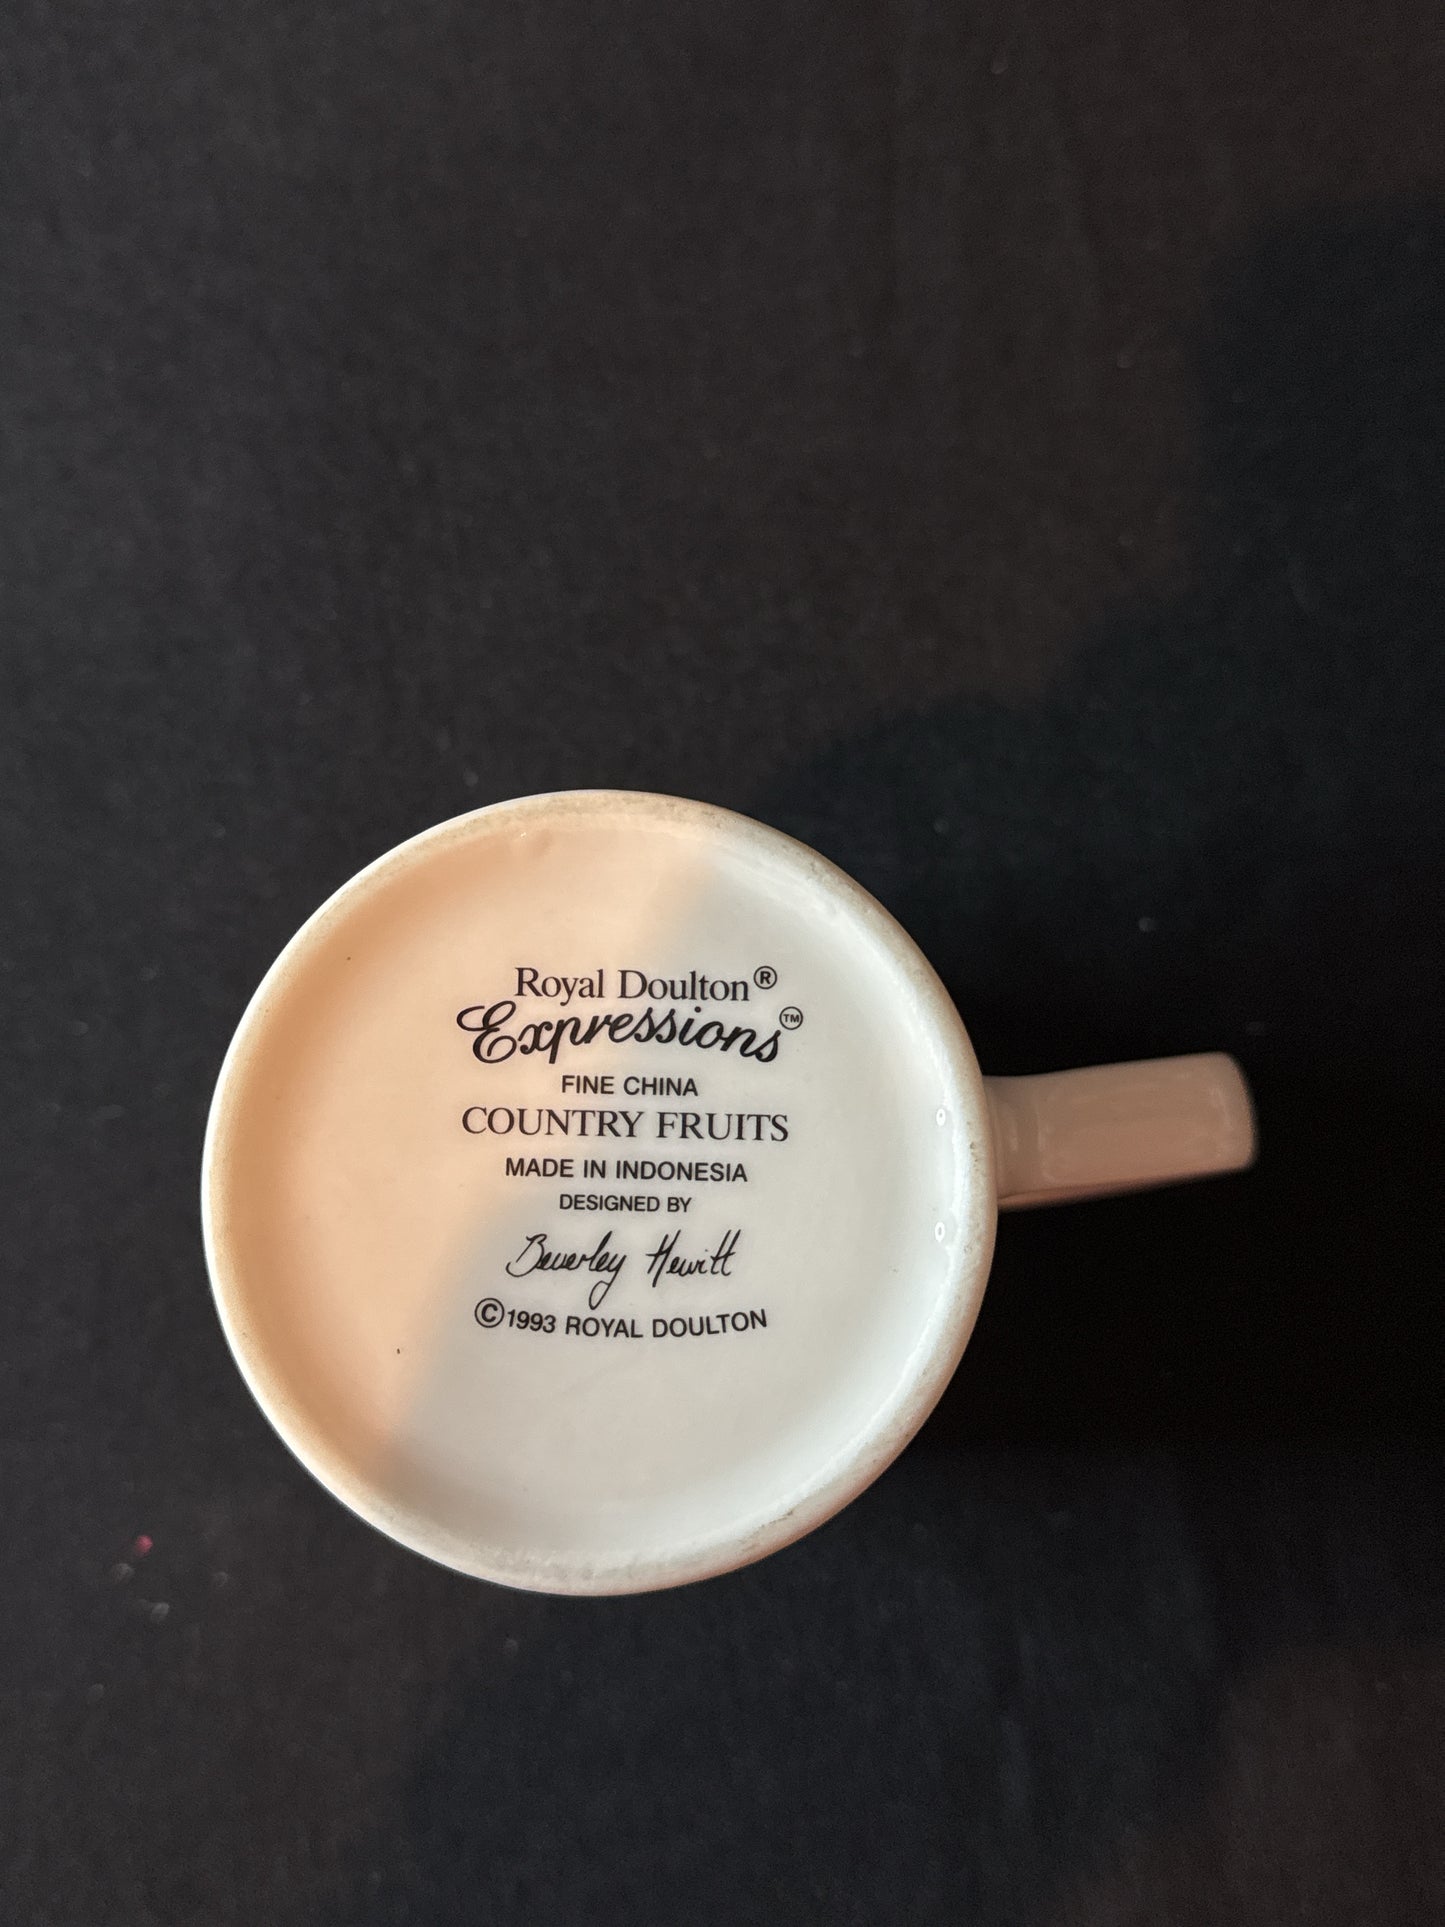 Royal Doulton®
Expressions™
FINE CHINA
COUNTRY FRUITS
MADE IN INDONESIA
DESIGNED BY
Beverley Hewitt
©1993 ROYAL DOULTON